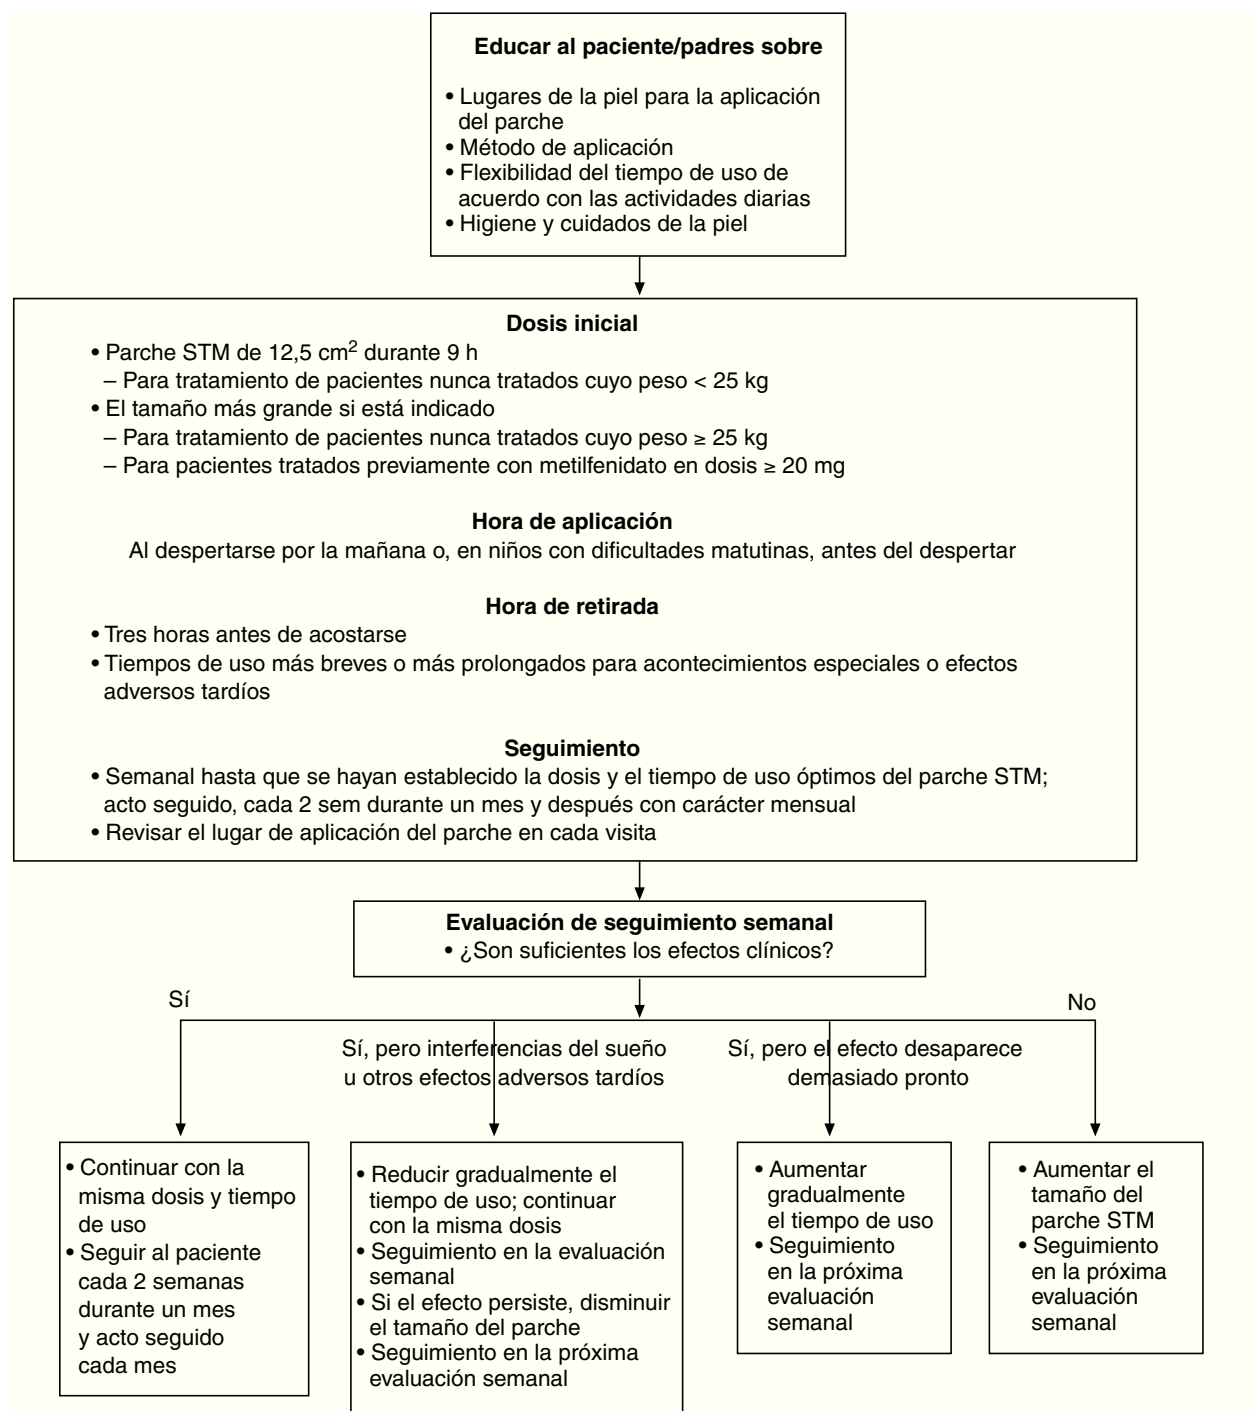 Educar al paciente/padres sobre
• Lugares de la piel para la aplicación
del parche
• Método de aplicación
• Flexibilidad del tiempo de uso de
acuerdo con las actividades diarias
• Higiene y cuidados de la piel
Dosis inicial
• Parche STM de 12,5 cm² durante 9 h
– Para tratamiento de pacientes nunca tratados cuyo peso < 25 kg
• El tamaño más grande si está indicado
– Para tratamiento de pacientes nunca tratados cuyo peso ≥ 25 kg
– Para pacientes tratados previamente con metilfenidato en dosis ≥ 20 mg
Hora de aplicación
Al despertarse por la mañana o, en niños con dificultades matutinas, antes del despertar
Hora de retirada
• Tres horas antes de acostarse
• Tiempos de uso más breves o más prolongados para acontecimientos especiales o efectos
adversos tardíos
Seguimiento
• Semanal hasta que se hayan establecido la dosis y el tiempo de uso óptimos del parche STM;
acto seguido, cada 2 sem durante un mes y después con carácter mensual
• Revisar el lugar de aplicación del parche en cada visita
Evaluación de seguimiento semanal
• ¿Son suficientes los efectos clínicos?
Sí
No
Sí, pero interferencias del sueño
u otros efectos adversos tardíos
Sí, pero el efecto desaparece
demasiado pronto
• Continuar con la
misma dosis y tiempo
de uso
• Seguir al paciente
cada 2 semanas
durante un mes
y acto seguido
cada mes
• Reducir gradualmente el
tiempo de uso; continuar
con la misma dosis
• Seguimiento en la evaluación
semanal
• Si el efecto persiste, disminuir
el tamaño del parche
• Seguimiento en la próxima
evaluación semanal
• Aumentar
gradualmente
el tiempo de uso
• Seguimiento
en la próxima
evaluación
semanal
• Aumentar el
tamaño del
parche STM
• Seguimiento
en la próxima
evaluación
semanal